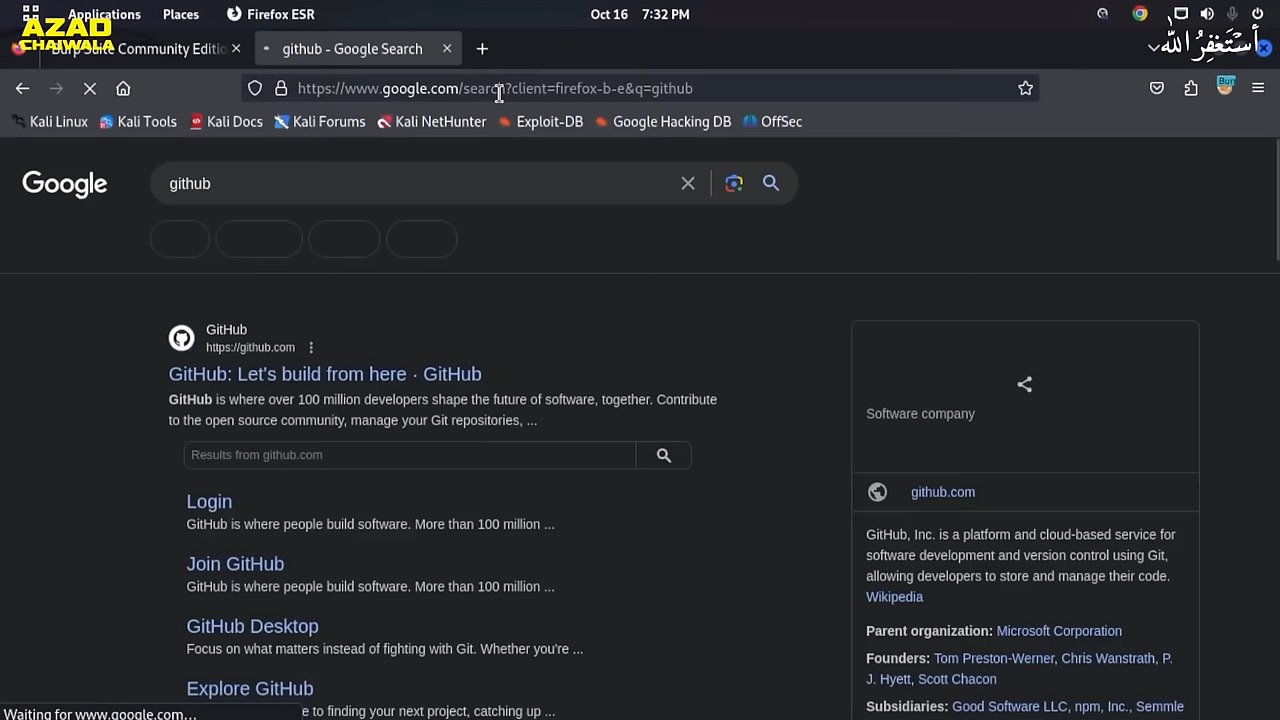 Applications Places Firefox ESR Oct 16 7:32 PM
AZAD
CHAIWALA
أستغفر الله
Burp Suite Community Editio
github - Google Search
https://www.google.com/search?client=firefox-b-e&q=github
Kali Linux Kali Tools Kali Docs Kali Forums Kali NetHunter Exploit-DB Google Hacking DB OffSec
Google
github
GitHub
https://github.com
GitHub: Let's build from here · GitHub
GitHub is where over 100 million developers shape the future of software, together. Contribute
to the open source community, manage your Git repositories, ...
Results from github.com
Login
GitHub is where people build software. More than 100 million ...
Join GitHub
GitHub is where people build software. More than 100 million ...
GitHub Desktop
Focus on what matters instead of fighting with Git. Whether you're ...
Explore GitHub
e to finding your next project, catching up ...
Software company
github.com
GitHub, Inc. is a platform and cloud-based service for
software development and version control using Git,
allowing developers to store and manage their code.
Wikipedia
Parent organization: Microsoft Corporation
Founders: Tom Preston-Werner, Chris Wanstrath, P.
J. Hyett, Scott Chacon
Subsidiaries: Good Software LLC, npm, Inc., Semmle
Waiting for www.google.com...